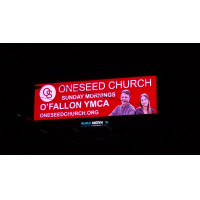 ONESEED CHURCH
SUNDAY MORNINGS
O'FALLON YMCA
ONESEEDCHURCH.ORG